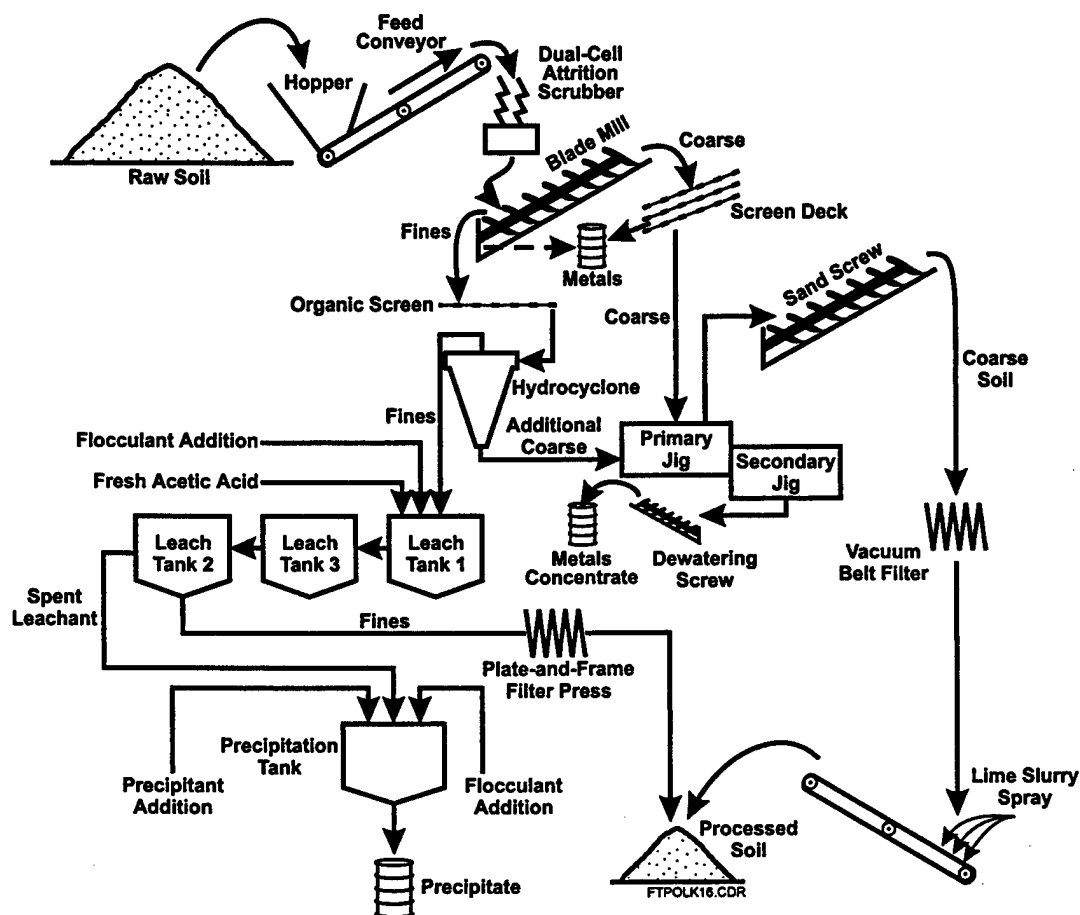 Feed
Conveyor
Hopper
Dual-Cell
Attrition
Scrubber
Raw Soil
Blade Mill
Coarse
Screen Deck
Fines
Metals
Sand Screw
Organic Screen
Coarse
Coarse
Soil
Hydrocyclone
Fines
Additional
Coarse
Primary
Jig
Secondary
Jig
Flocculant Addition
Fresh Acetic Acid
Leach
Tank 2
Leach
Tank 3
Leach
Tank 1
Metals
Concentrate
Dewatering
Screw
Vacuum
Belt Filter
Spent
Leachant
Fines
Plate-and-Frame
Filter Press
Precipitation
Tank
Precipitant
Addition
Flocculant
Addition
Lime Slurry
Spray
Processed
Soil
FTPOLK16.CDR
Precipitate